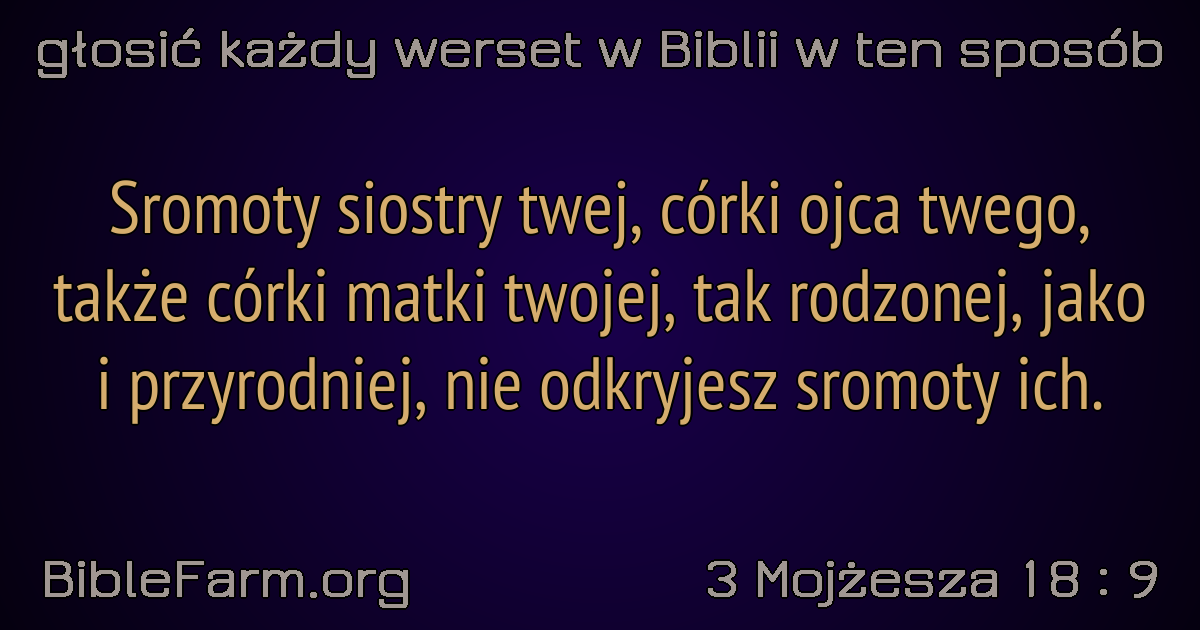 głosić każdy werset w Biblii w ten sposób
Sromoty siostry twej, córki ojca twego,
także córki matki twojej, tak rodzonej, jako
i przyrodniej, nie odkryjesz sromoty ich.
BibleFarm.org
3 Mojżesza 18 : 9